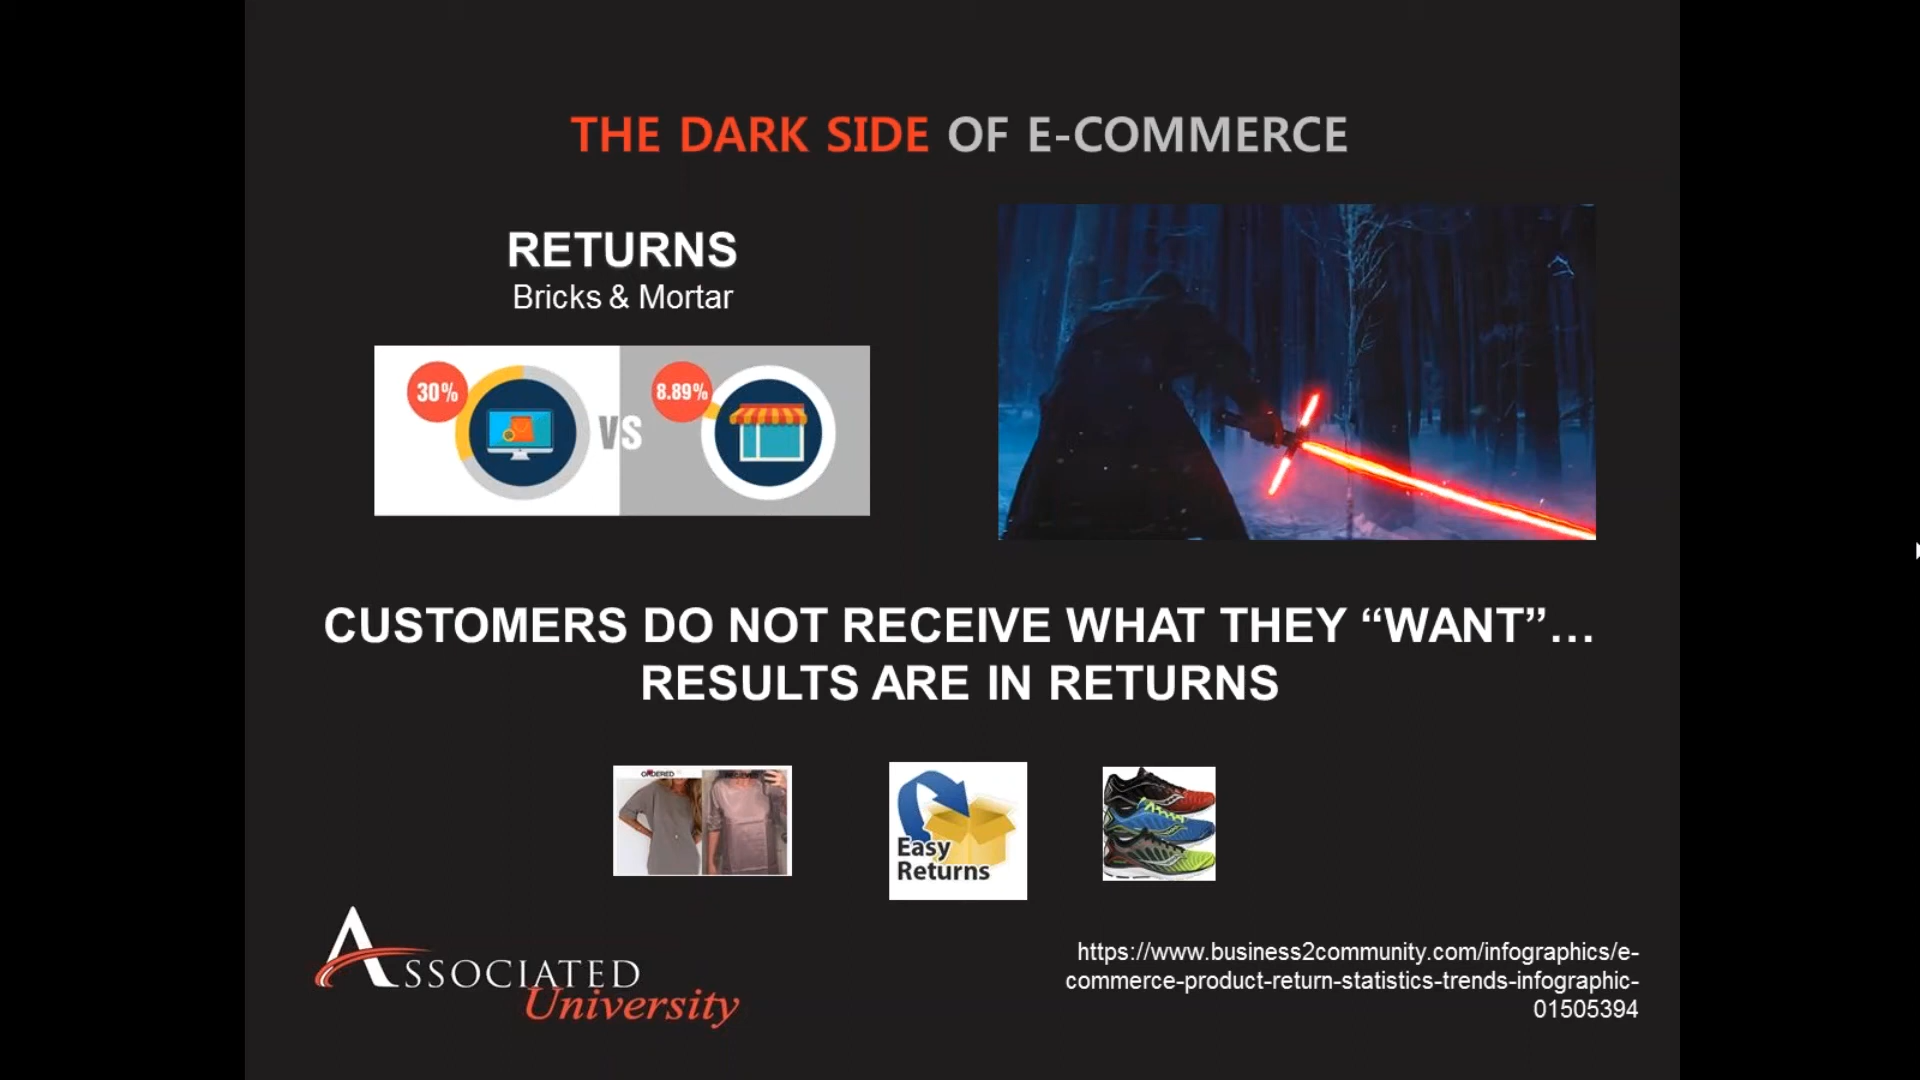 THE DARK SIDE OF E-COMMERCE
RETURNS
Bricks & Mortar
30%
VS
8.89%
CUSTOMERS DO NOT RECEIVE WHAT THEY “WANT”…
RESULTS ARE IN RETURNS
ORDERED
Easy
Returns
ASSOCIATED
University
https://www.business2community.com/infographics/e-
commerce-product-return-statistics-trends-infographic-
01505394